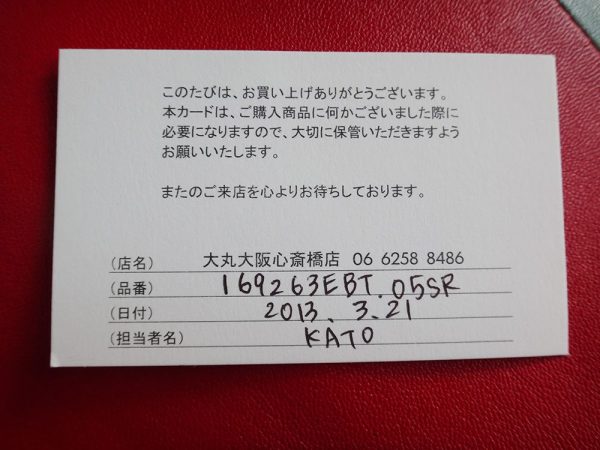 このたびは、お買い上げありがとうございます。
本カードは、ご購入商品に何かございました際に
必要になりますので、大切に保管いただきますよう
お願いいたします。
またのご来店を心よりお待ちしております。
(店名) 大丸大阪心斎橋店 06 6258 8486
(品番) 169263EBT.05SR
(日付) 2013.3.21
(担当者名) KATO